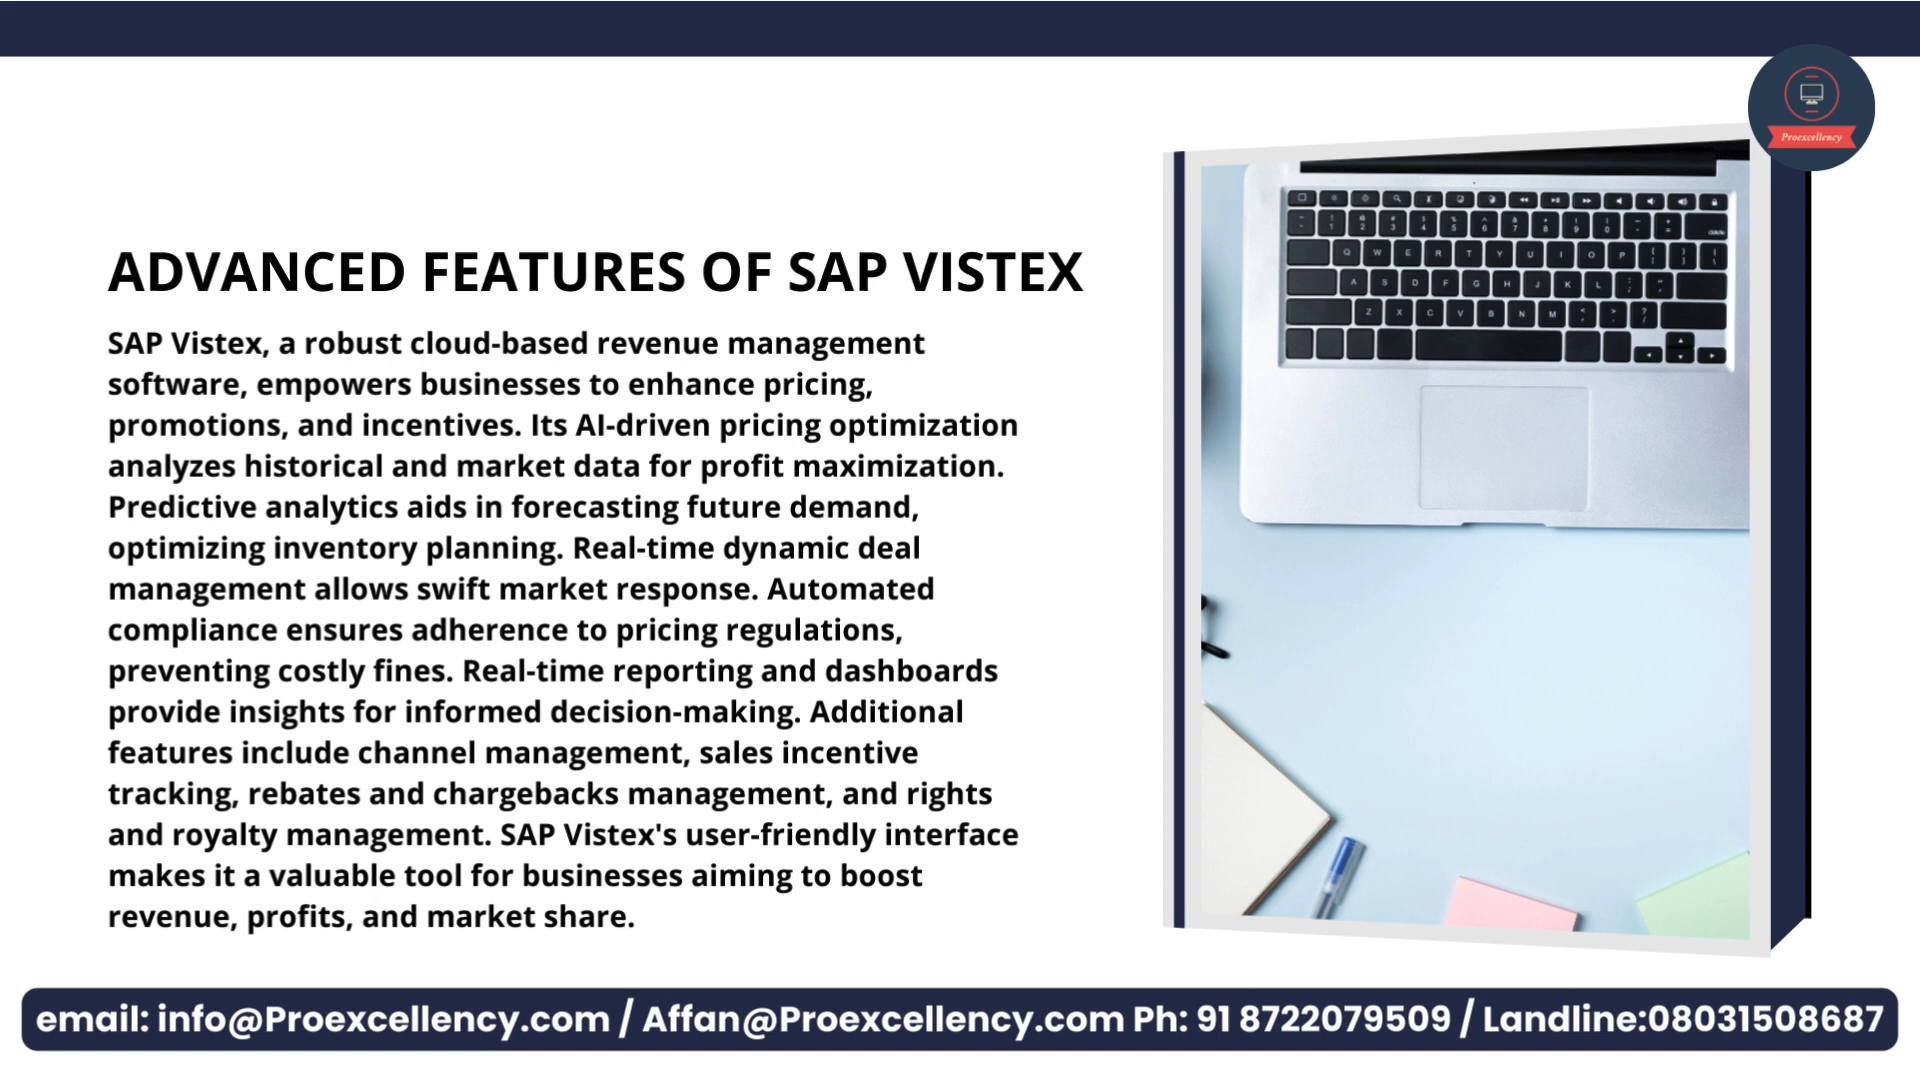 Proexcellency
ADVANCED FEATURES OF SAP VISTEX
SAP Vistex, a robust cloud-based revenue management
software, empowers businesses to enhance pricing,
promotions, and incentives. Its AI-driven pricing optimization
analyzes historical and market data for profit maximization.
Predictive analytics aids in forecasting future demand,
optimizing inventory planning. Real-time dynamic deal
management allows swift market response. Automated
compliance ensures adherence to pricing regulations,
preventing costly fines. Real-time reporting and dashboards
provide insights for informed decision-making. Additional
features include channel management, sales incentive
tracking, rebates and chargebacks management, and rights
and royalty management. SAP Vistex's user-friendly interface
makes it a valuable tool for businesses aiming to boost
revenue, profits, and market share.
email: info@Proexcellency.com / Affan@Proexcellency.com Ph: 91 8722079509 / Landline:08031508687